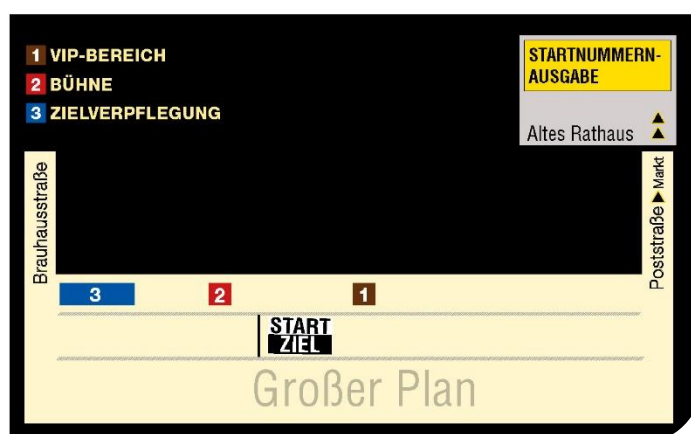 1 VIP-BEREICH
2 BÜHNE
3 ZIELVERPFLEGUNG
STARTNUMMERN-
AUSGABE
Altes Rathaus
Brauhausstraße
Poststraße ▶ Markt
3 2 1
START
ZIEL
Großer Plan